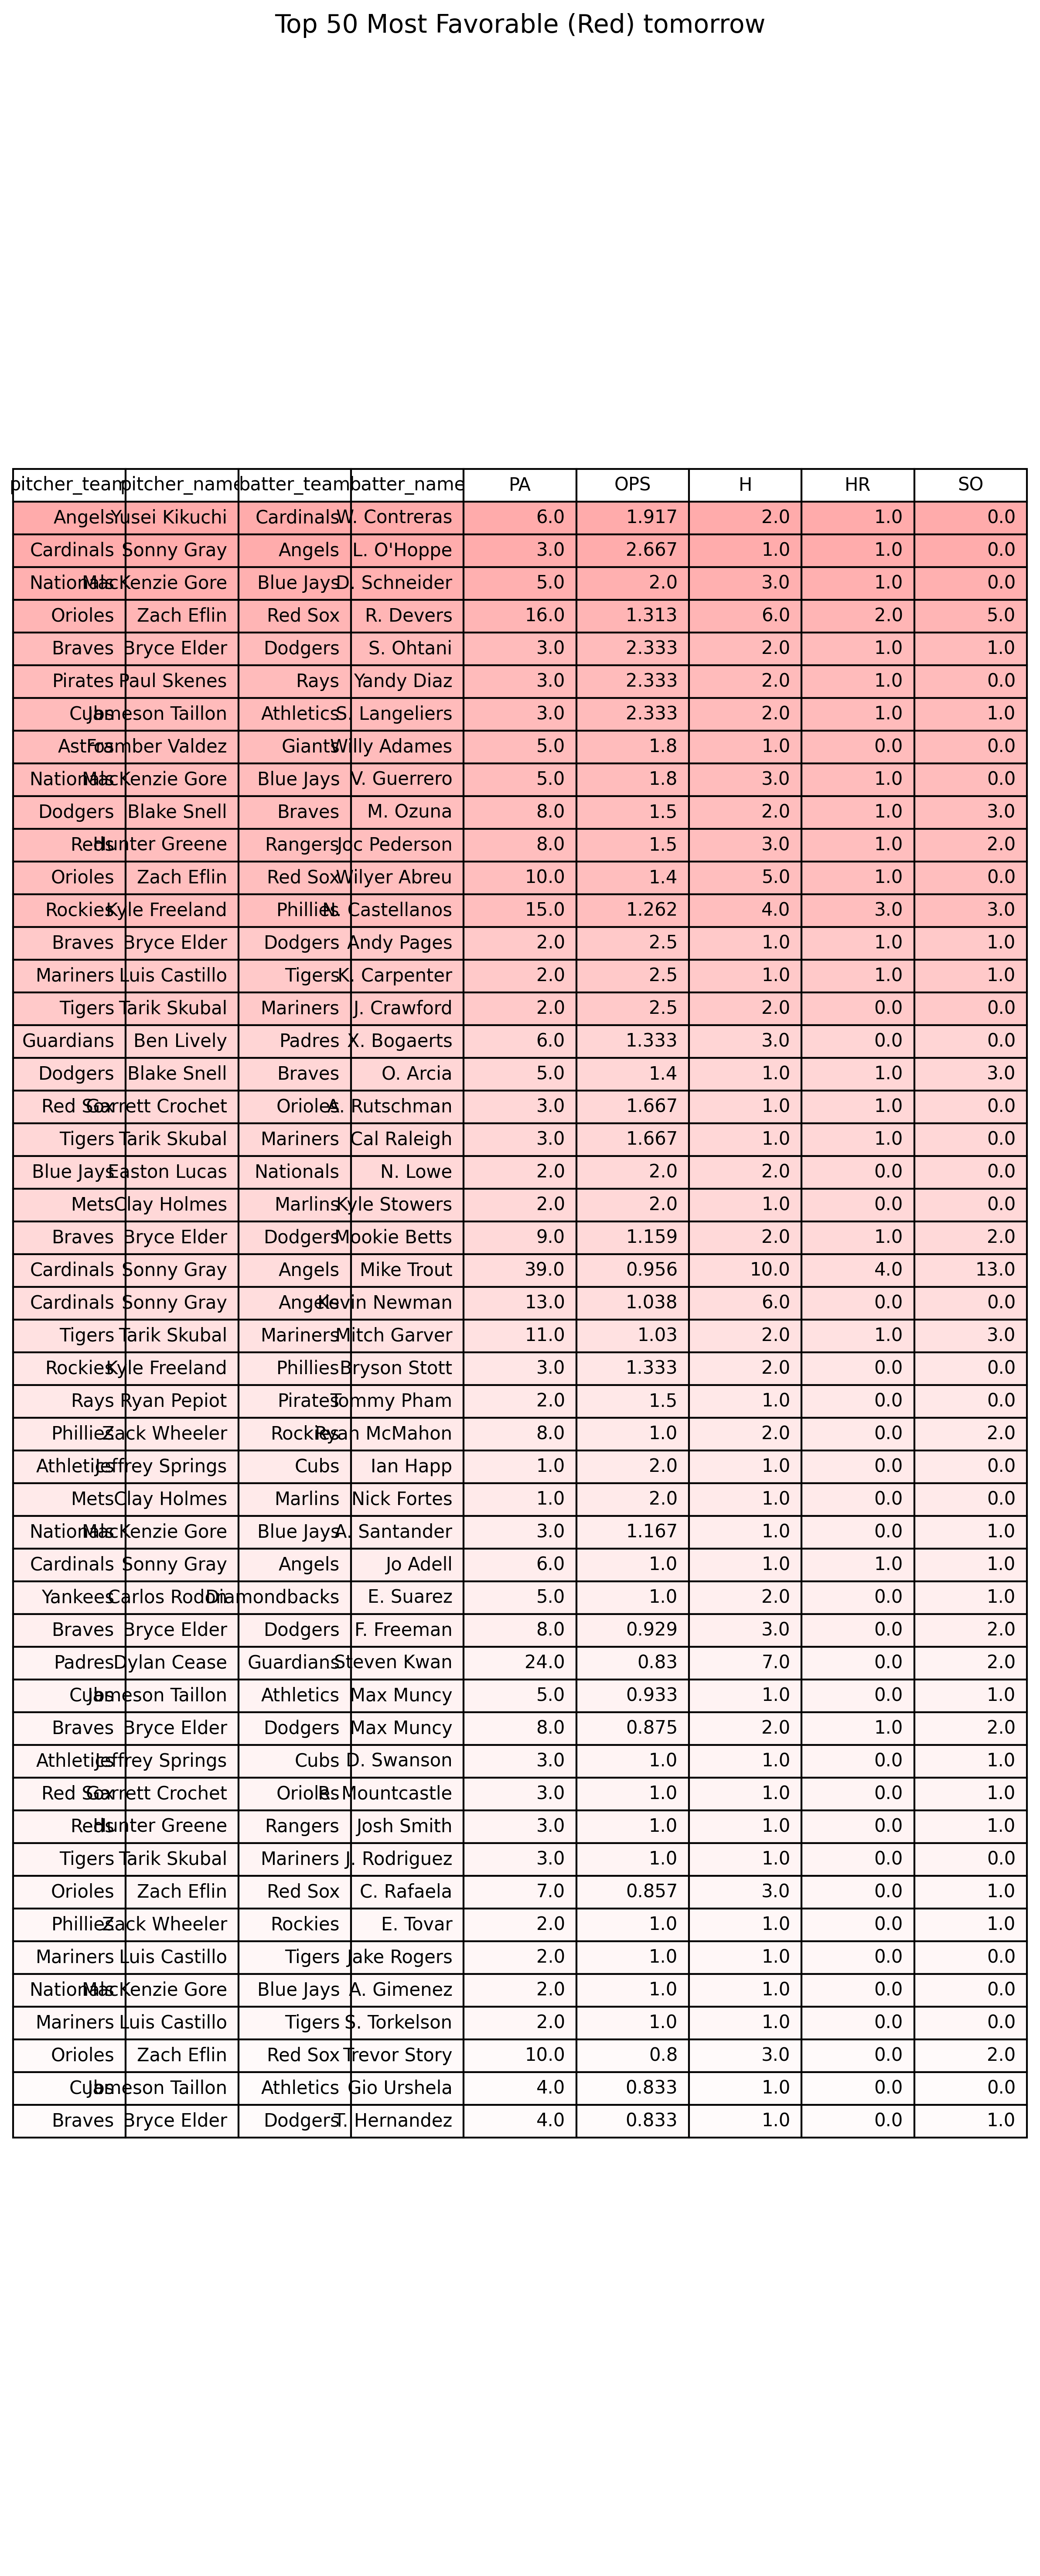 Top 50 Most Favorable (Red) tomorrow
pitcher_team pitcher_name batter_team batter_name PA OPS H HR SO
Angels Yusei Kikuchi Cardinals W. Contreras 6.0 1.917 2.0 1.0 0.0
Cardinals Sonny Gray Angels L. O'Hoppe 3.0 2.667 1.0 1.0 0.0
Nationals MacKenzie Gore Blue Jays D. Schneider 5.0 2.0 3.0 1.0 0.0
Orioles Zach Eflin Red Sox R. Devers 16.0 1.313 6.0 2.0 5.0
Braves Bryce Elder Dodgers S. Ohtani 3.0 2.333 2.0 1.0 1.0
Pirates Paul Skenes Rays Yandy Diaz 3.0 2.333 2.0 1.0 0.0
Cubs Jameson Taillon Athletics S. Langeliers 3.0 2.333 2.0 1.0 1.0
Astros Framber Valdez Giants Willy Adames 5.0 1.8 1.0 0.0 0.0
Nationals MacKenzie Gore Blue Jays V. Guerrero 5.0 1.8 3.0 1.0 0.0
Dodgers Blake Snell Braves M. Ozuna 8.0 1.5 2.0 1.0 3.0
Reds Hunter Greene Rangers Joc Pederson 8.0 1.5 3.0 1.0 2.0
Orioles Zach Eflin Red Sox Wilyer Abreu 10.0 1.4 5.0 1.0 0.0
Rockies Kyle Freeland Phillies N. Castellanos 15.0 1.262 4.0 3.0 3.0
Braves Bryce Elder Dodgers Andy Pages 2.0 2.5 1.0 1.0 1.0
Mariners Luis Castillo Tigers K. Carpenter 2.0 2.5 1.0 1.0 1.0
Tigers Tarik Skubal Mariners J. Crawford 2.0 2.5 2.0 0.0 0.0
Guardians Ben Lively Padres X. Bogaerts 6.0 1.333 3.0 0.0 0.0
Dodgers Blake Snell Braves O. Arcia 5.0 1.4 1.0 1.0 3.0
Red Sox Garrett Crochet Orioles A. Rutschman 3.0 1.667 1.0 1.0 0.0
Tigers Tarik Skubal Mariners Cal Raleigh 3.0 1.667 1.0 1.0 0.0
Blue Jays Easton Lucas Nationals N. Lowe 2.0 2.0 2.0 0.0 0.0
Mets Clay Holmes Marlins Kyle Stowers 2.0 2.0 1.0 0.0 0.0
Braves Bryce Elder Dodgers Mookie Betts 9.0 1.159 2.0 1.0 2.0
Cardinals Sonny Gray Angels Mike Trout 39.0 0.956 10.0 4.0 13.0
Cardinals Sonny Gray Angels Kevin Newman 13.0 1.038 6.0 0.0 0.0
Tigers Tarik Skubal Mariners Mitch Garver 11.0 1.03 2.0 1.0 3.0
Rockies Kyle Freeland Phillies Bryson Stott 3.0 1.333 2.0 0.0 0.0
Rays Ryan Pepiot Pirates Tommy Pham 2.0 1.5 1.0 0.0 0.0
Phillies Zack Wheeler Rockies Ryan McMahon 8.0 1.0 2.0 0.0 2.0
Athletics Jeffrey Springs Cubs Ian Happ 1.0 2.0 1.0 0.0 0.0
Mets Clay Holmes Marlins Nick Fortes 1.0 2.0 1.0 0.0 0.0
Nationals MacKenzie Gore Blue Jays A. Santander 3.0 1.167 1.0 0.0 1.0
Cardinals Sonny Gray Angels Jo Adell 6.0 1.0 1.0 1.0 1.0
Yankees Carlos Rodon Diamondbacks E. Suarez 5.0 1.0 2.0 0.0 1.0
Braves Bryce Elder Dodgers F. Freeman 8.0 0.929 3.0 0.0 2.0
Padres Dylan Cease Guardians Steven Kwan 24.0 0.83 7.0 0.0 2.0
Cubs Jameson Taillon Athletics Max Muncy 5.0 0.933 1.0 0.0 1.0
Braves Bryce Elder Dodgers Max Muncy 8.0 0.875 2.0 1.0 2.0
Athletics Jeffrey Springs Cubs D. Swanson 3.0 1.0 1.0 0.0 1.0
Red Sox Garrett Crochet Orioles R. Mountcastle 3.0 1.0 1.0 0.0 1.0
Reds Hunter Greene Rangers Josh Smith 3.0 1.0 1.0 0.0 1.0
Tigers Tarik Skubal Mariners J. Rodriguez 3.0 1.0 1.0 0.0 0.0
Orioles Zach Eflin Red Sox C. Rafaela 7.0 0.857 3.0 0.0 1.0
Phillies Zack Wheeler Rockies E. Tovar 2.0 1.0 1.0 0.0 1.0
Mariners Luis Castillo Tigers Jake Rogers 2.0 1.0 1.0 0.0 0.0
Nationals MacKenzie Gore Blue Jays A. Gimenez 2.0 1.0 1.0 0.0 0.0
Mariners Luis Castillo Tigers S. Torkelson 2.0 1.0 1.0 0.0 0.0
Orioles Zach Eflin Red Sox Trevor Story 10.0 0.8 3.0 0.0 2.0
Cubs Jameson Taillon Athletics Gio Urshela 4.0 0.833 1.0 0.0 0.0
Braves Bryce Elder Dodgers T. Hernandez 4.0 0.833 1.0 0.0 1.0